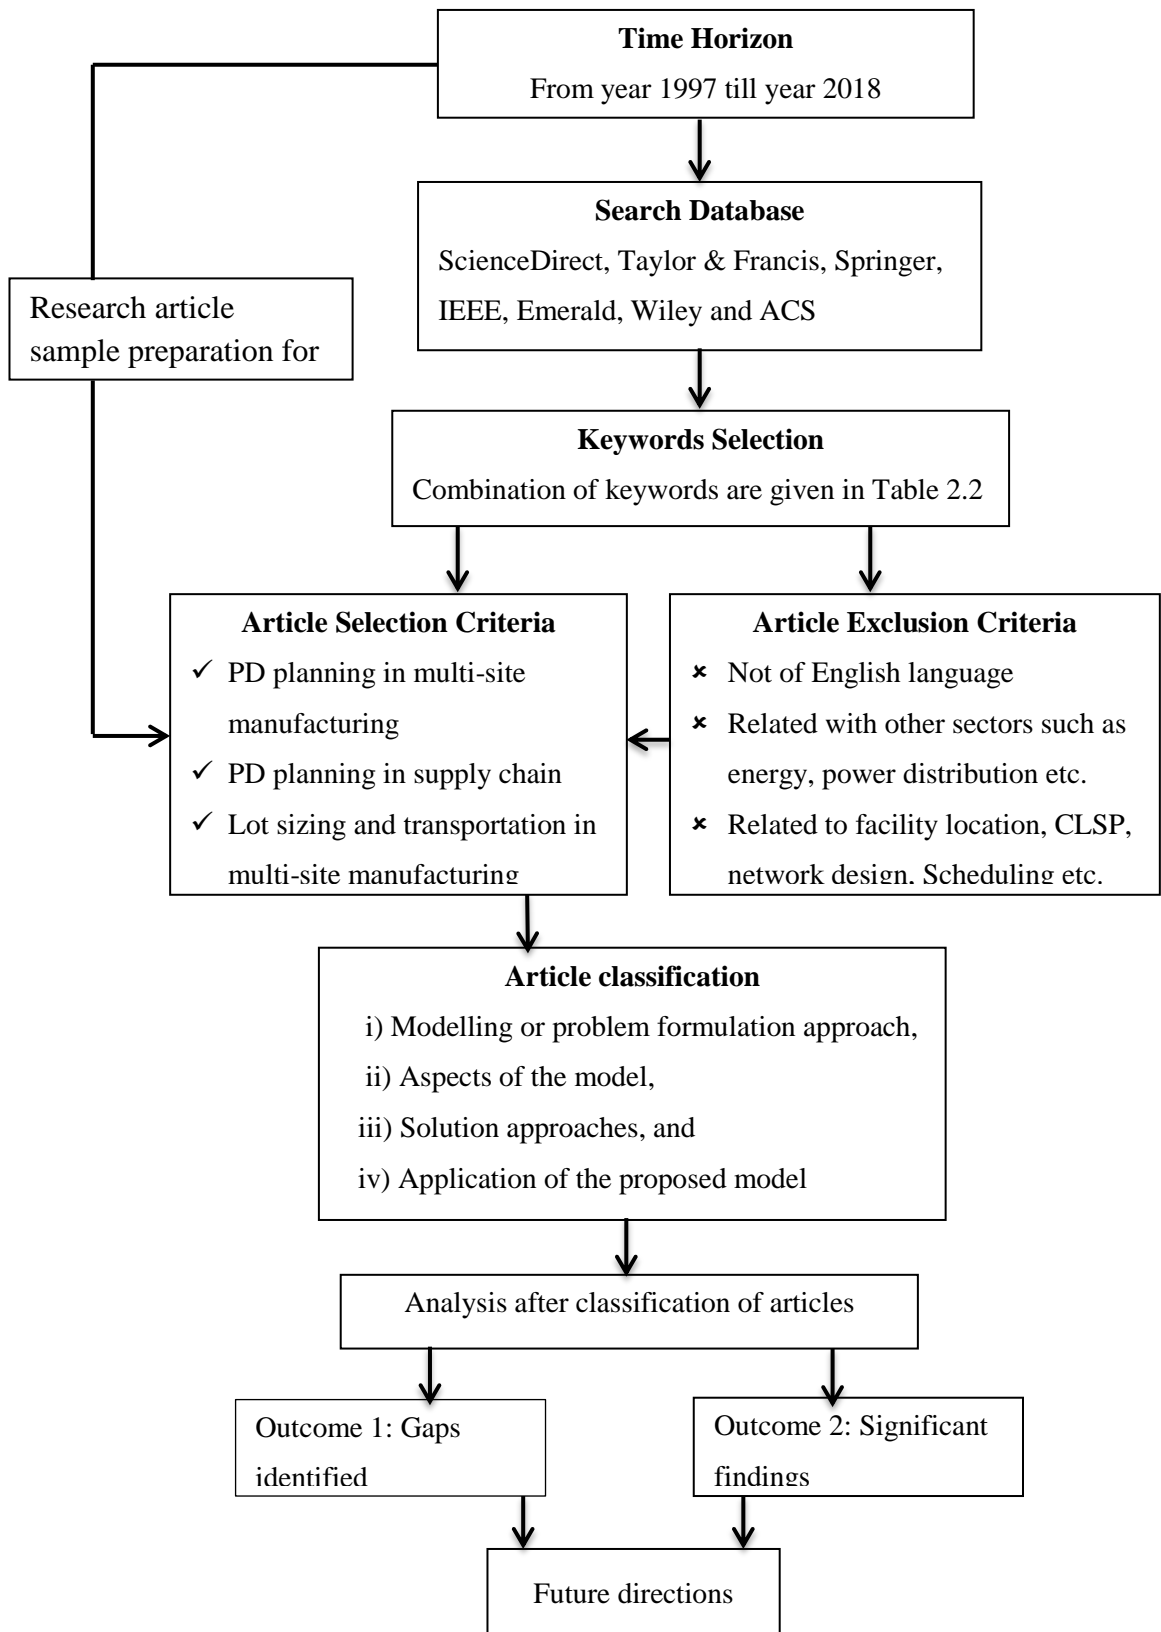 Time Horizon
From year 1997 till year 2018
Search Database
ScienceDirect, Taylor & Francis, Springer,
IEEE, Emerald, Wiley and ACS
Research article
sample preparation for
Keywords Selection
Combination of keywords are given in Table 2.2
Article Selection Criteria
✓ PD planning in multi-site
manufacturing
✓ PD planning in supply chain
✓ Lot sizing and transportation in
multi-site manufacturing
Article Exclusion Criteria
✖ Not of English language
✖ Related with other sectors such as
energy, power distribution etc.
✖ Related to facility location, CLSP,
network design, Scheduling etc.
Article classification
i) Modelling or problem formulation approach,
ii) Aspects of the model,
iii) Solution approaches, and
iv) Application of the proposed model
Analysis after classification of articles
Outcome 1: Gaps
identified
Outcome 2: Significant
findings
Future directions